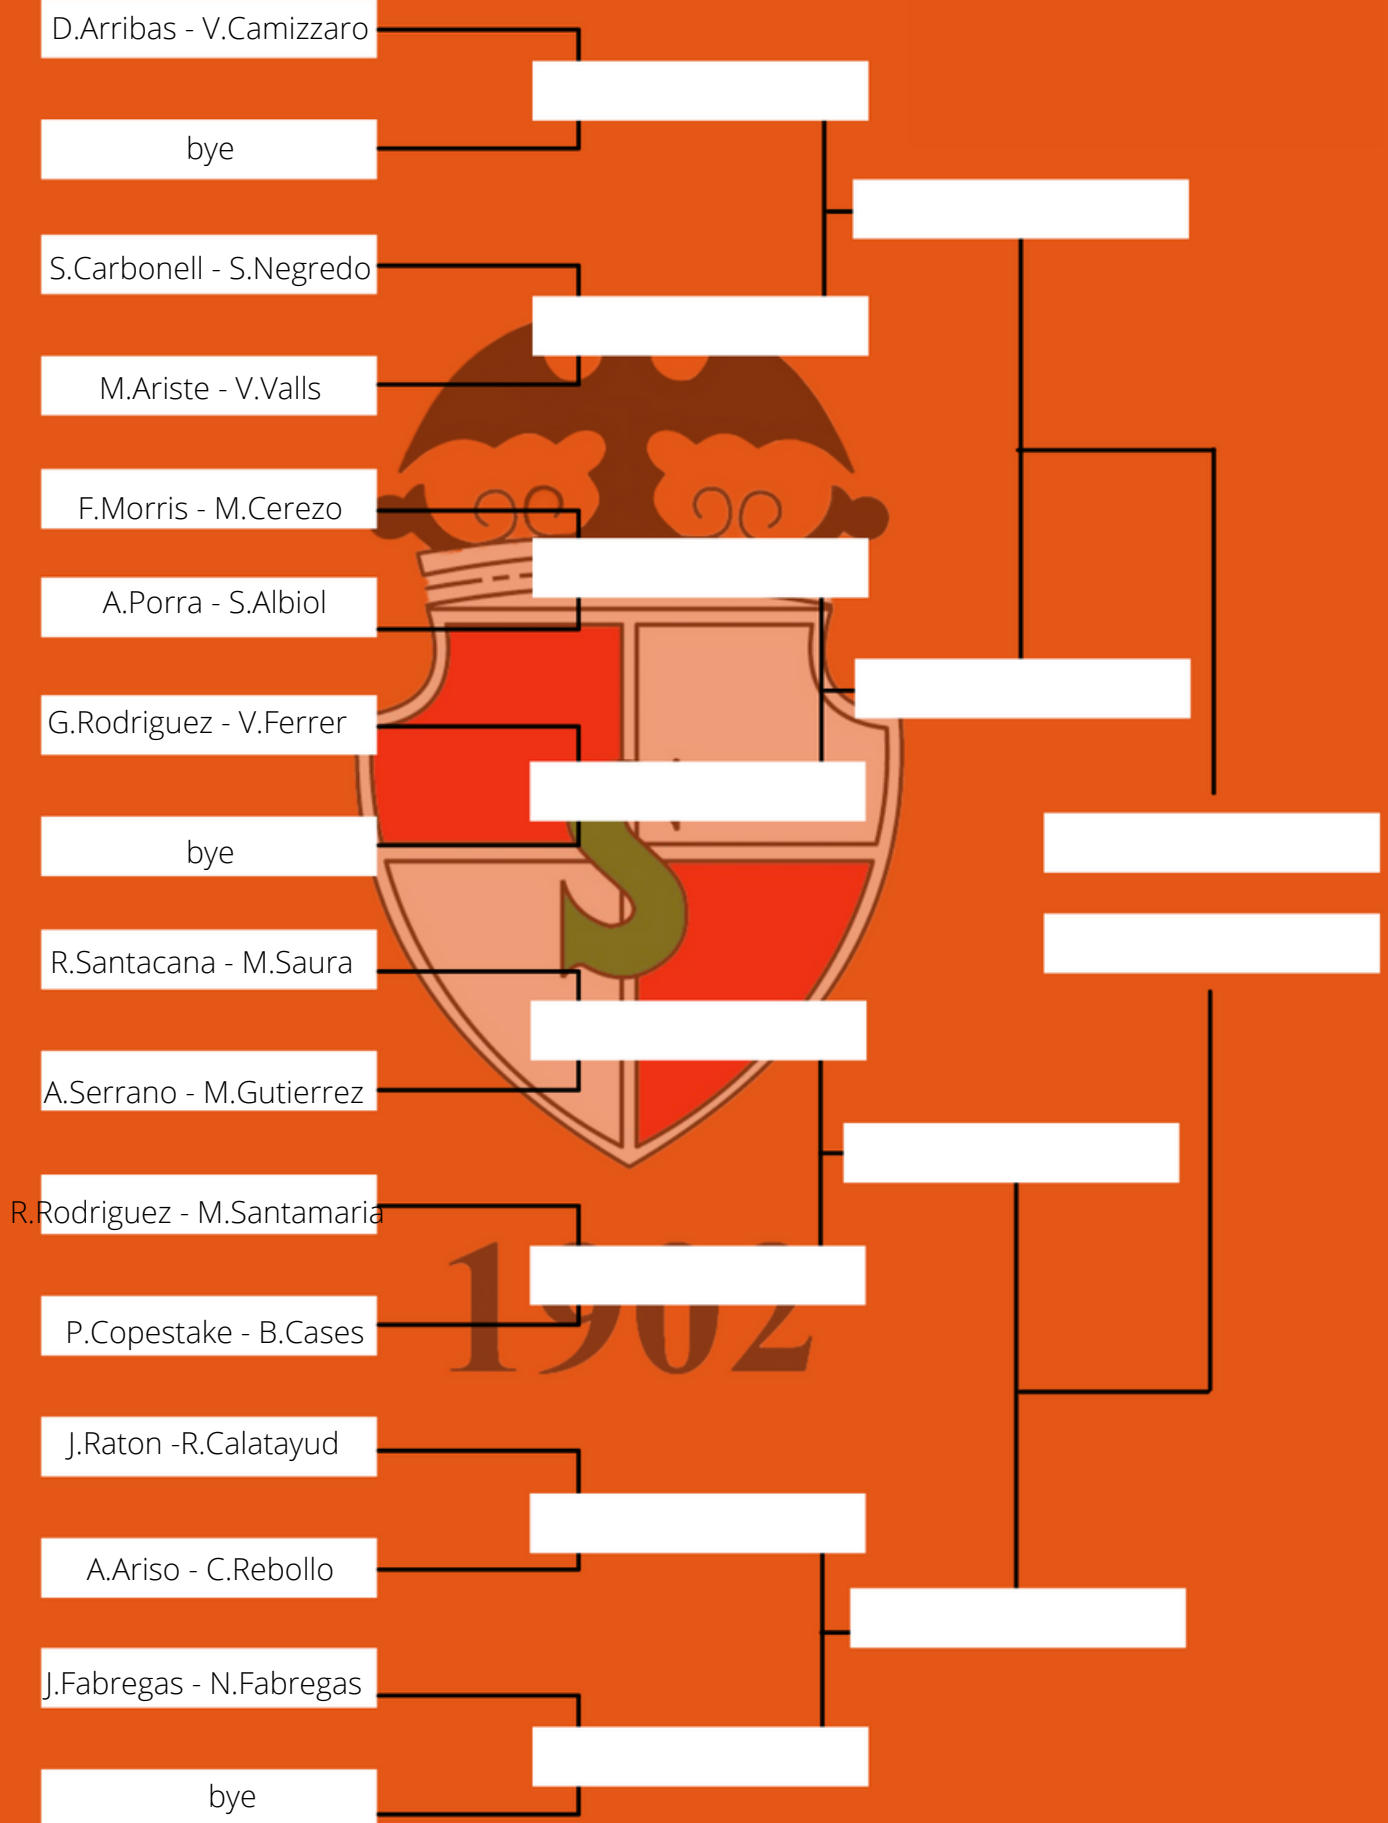 D.Arribas - V.Camizzaro
bye
S.Carbonell - S.Negredo
M.Ariste - V.Valls
F.Morris - M.Cerezo
A.Porra - S.Albiol
G.Rodriguez - V.Ferrer
bye
S
R.Santacana - M.Saura
A.Serrano - M.Gutierrez
R.Rodriguez - M.Santamaria
P.Copestake - B.Cases
1902
J.Raton -R.Calatayud
A.Ariso - C.Rebollo
J.Fabregas - N.Fabregas
bye